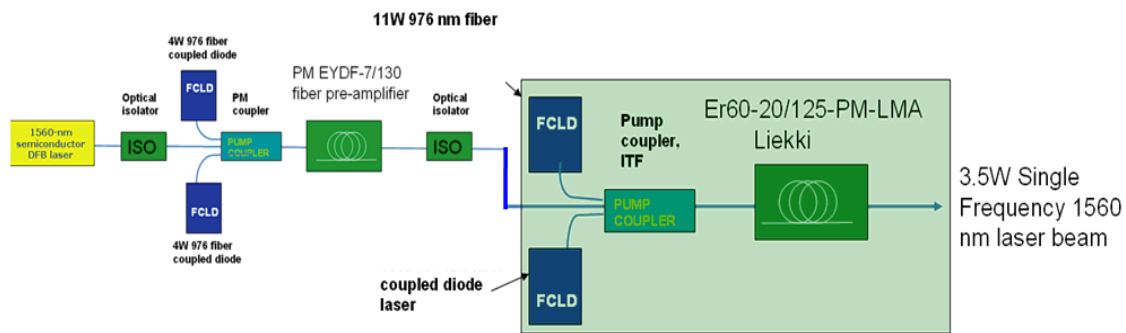 11W 976 nm fiber
4W 976 fiber
coupled diode
FCLD
Optical
isolator
PM
coupler
PM EYDF-7/130
fiber pre-amplifier
Optical
isolator
1560-nm
semiconductor
DFB laser
ISO
PUMP
COUPLER
ISO
FCLD
4W 976 fiber
coupled diode
FCLD
Pump
coupler,
ITF
Er60-20/125-PM-LMA
Liekki
PUMP
COUPLER
FCLD
coupled diode
laser
3.5W Single
Frequency 1560
nm laser beam